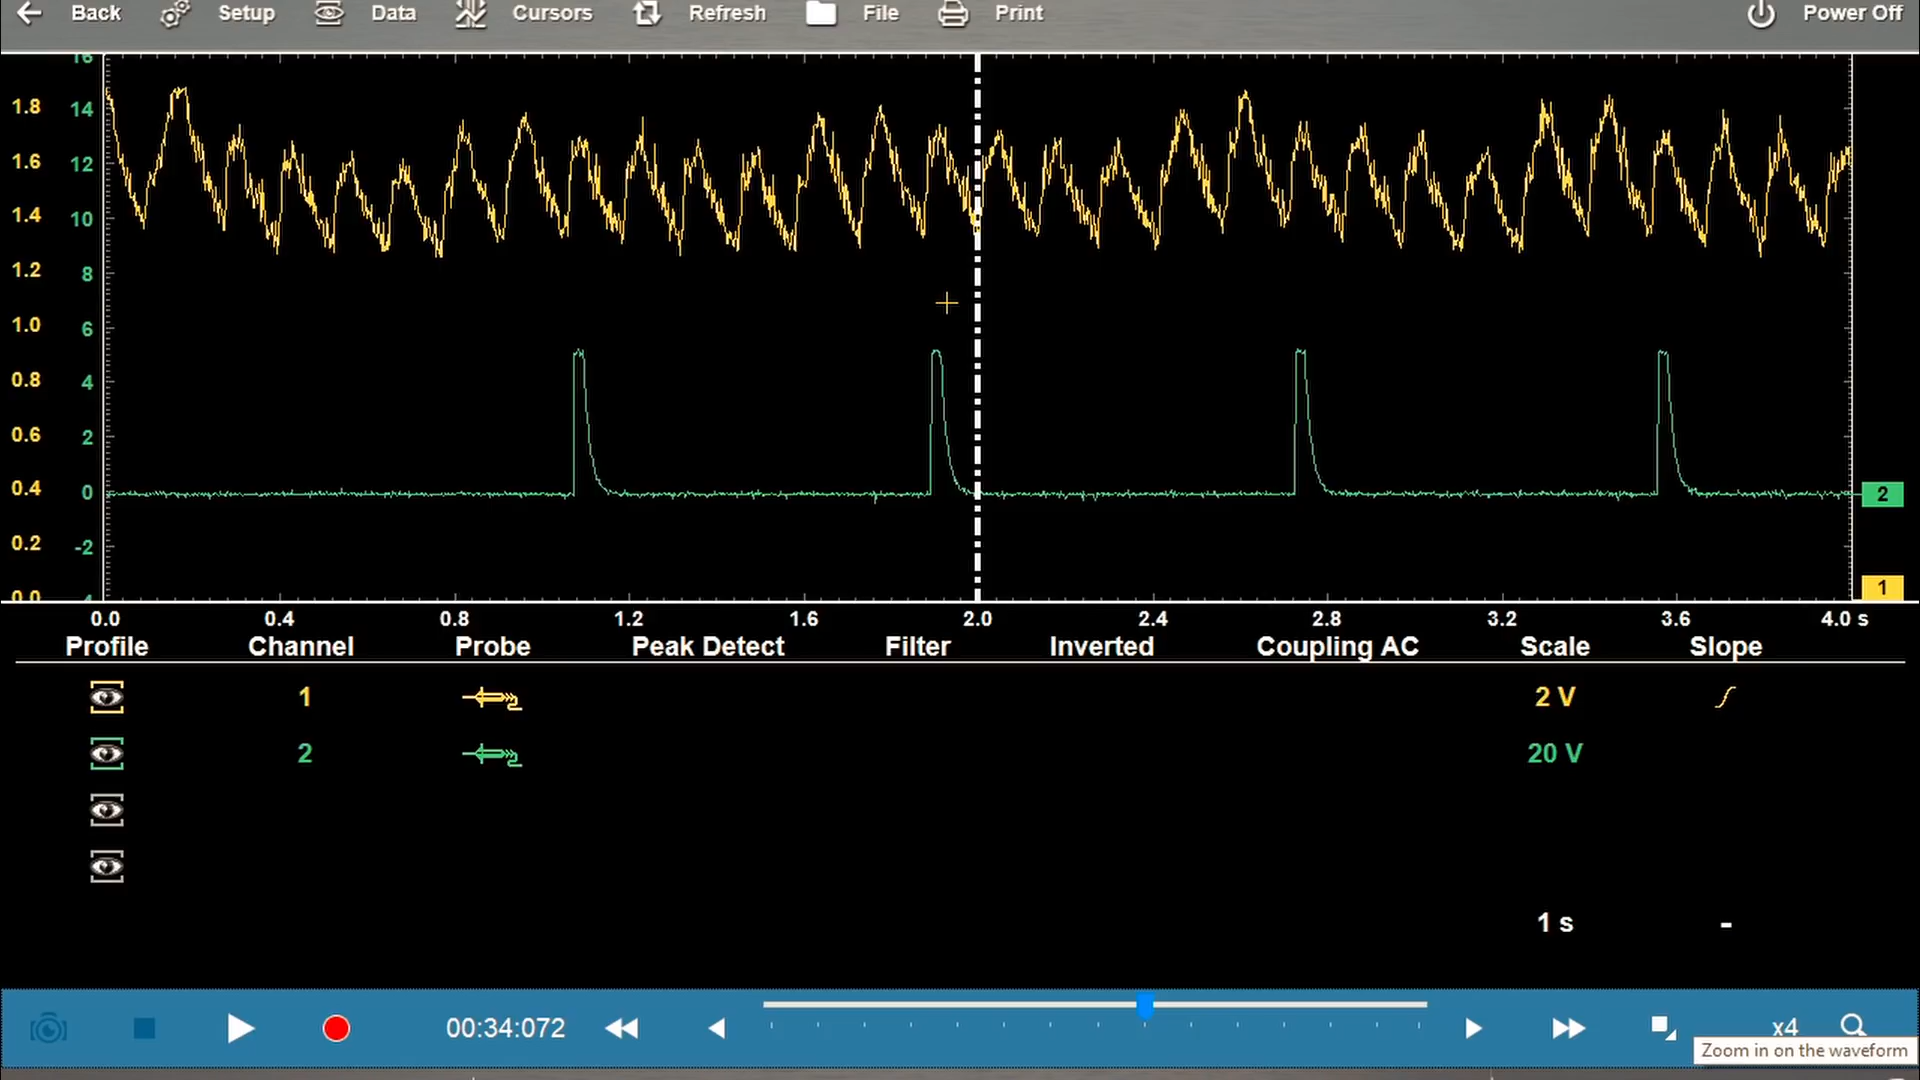 Back Setup Data Cursors Refresh File Print Power Off
16
1.8 14
1.6 12
1.4 10
1.2 8
1.0 6
0.8 4
0.6 2
0.4 0 2
0.2 -2
0.0 4 1
0.0 0.4 0.8 1.2 1.6 2.0 2.4 2.8 3.2 3.6 4.0 s
Profile Channel Probe Peak Detect Filter Inverted Coupling AC Scale Slope
1 2 V
2 20 V
1 s -
00:34:072 x4
Zoom in on the waveform